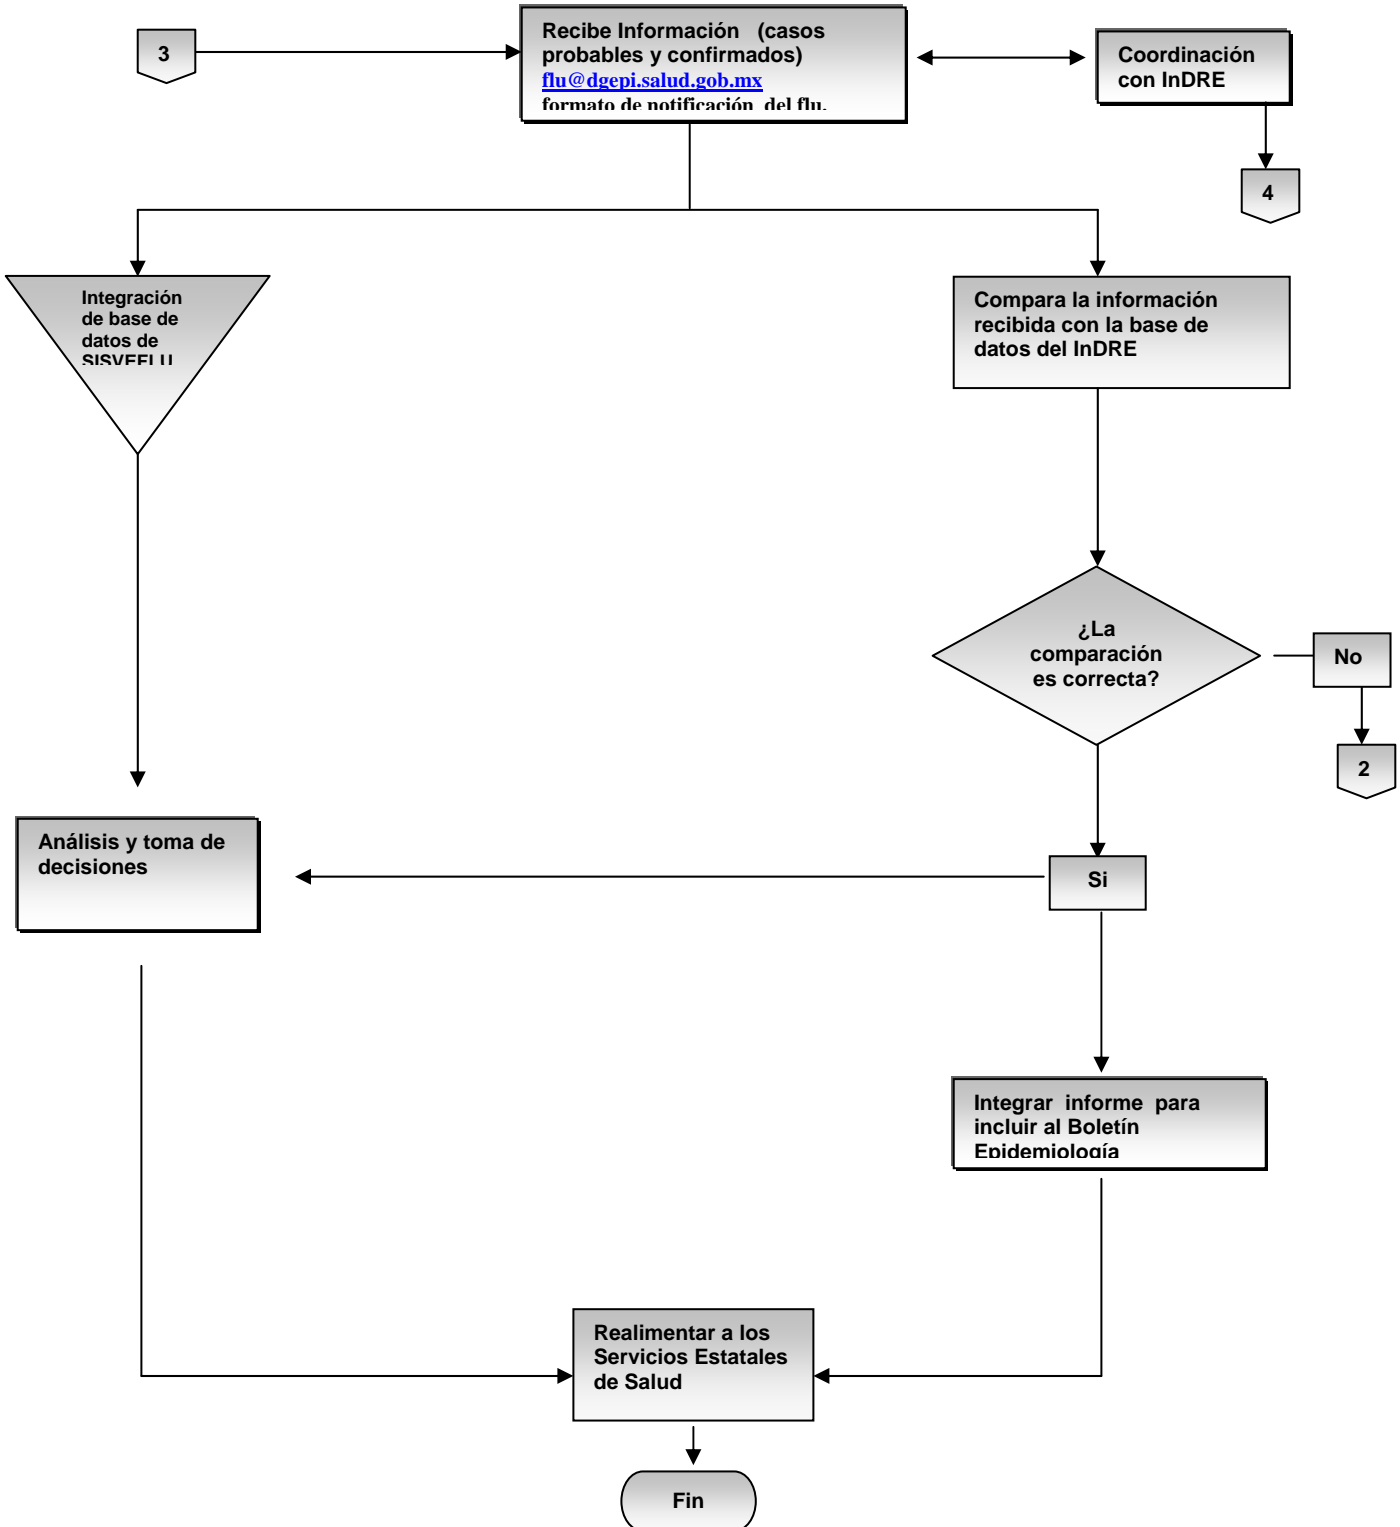 3
Recibe Información (casos
probables y confirmados)
flu@dgepi.salud.gob.mx
formato de notificación del flu.
Coordinación
con InDRE
4
Integración
de base de
datos de
SISVEFLU
Compara la información
recibida con la base de
datos del InDRE
¿La
comparación
es correcta?
No
2
Análisis y toma de
decisiones
Si
Integrar informe para
incluir al Boletín
Epidemiología
Realimentar a los
Servicios Estatales
de Salud
Fin